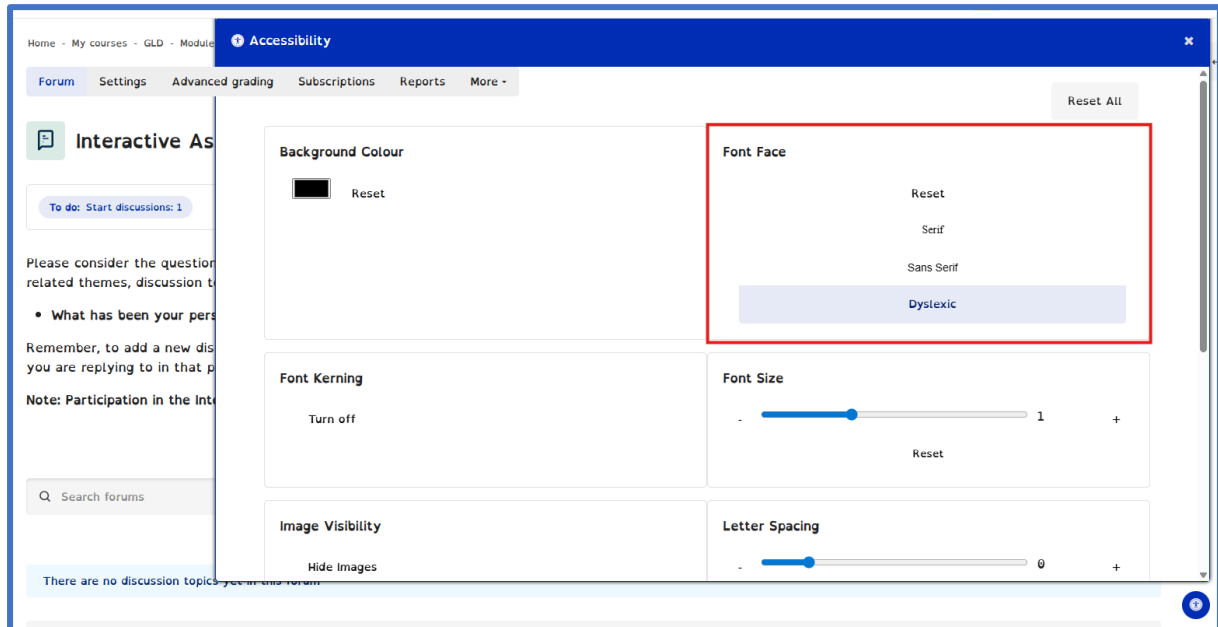 Home - My courses - GLD - Module
Accessibility
Forum Settings Advanced grading Subscriptions Reports More
Reset All
Interactive As
To do: Start discussions: 1
Please consider the question
related themes, discussion t
• What has been your pers
Remember, to add a new dis
you are replying to in that p
Note: Participation in the Inte
Search forums
There are no discussion topics yet in this forum
Background Colour
Reset
Font Face
Reset
Serif
Sans Serif
Dyslexic
Font Kerning
Turn off
Font Size
- 1 +
Reset
Image Visibility
Hide Images
Letter Spacing
- 0 +